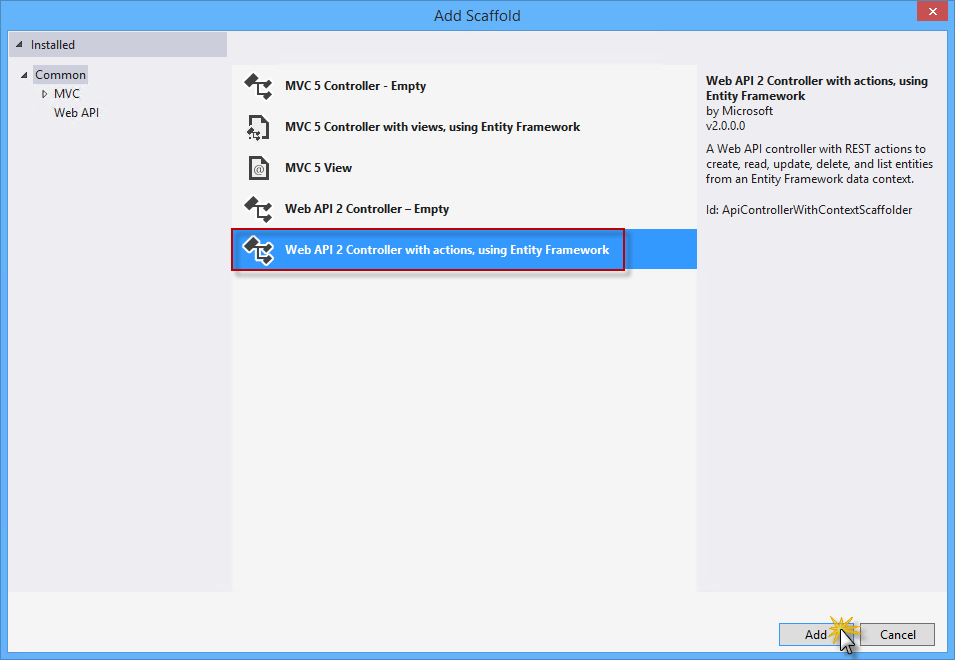 Add Scaffold
Installed
Common
MVC
Web API
MVC 5 Controller - Empty
MVC 5 Controller with views, using Entity Framework
MVC 5 View
Web API 2 Controller – Empty
Web API 2 Controller with actions, using Entity Framework
Web API 2 Controller with actions, using
Entity Framework
by Microsoft
v2.0.0.0
A Web API controller with REST actions to
create, read, update, delete, and list entities
from an Entity Framework data context.
Id: ApiControllerWithContextScaffolder
Add
Cancel